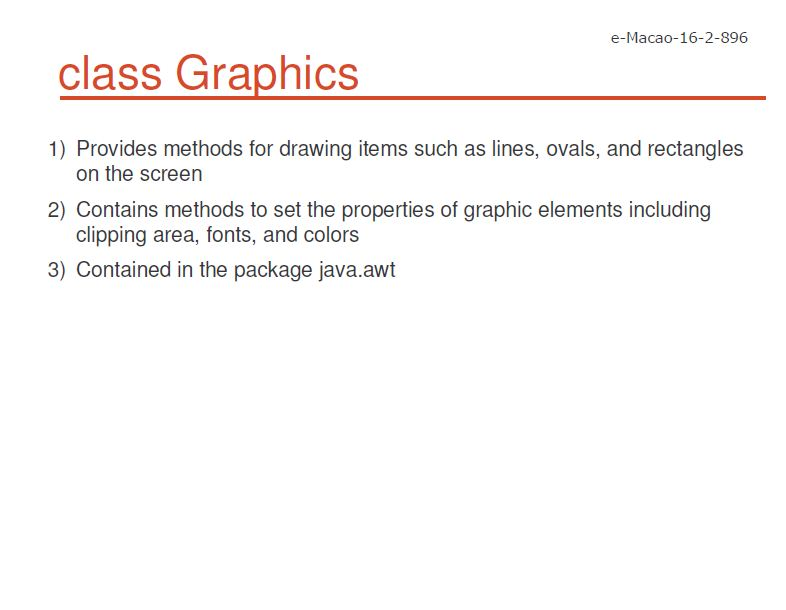 e-Macao-16-2-896
class Graphics
1) Provides methods for drawing items such as lines, ovals, and rectangles
on the screen
2) Contains methods to set the properties of graphic elements including
clipping area, fonts, and colors
3) Contained in the package java.awt